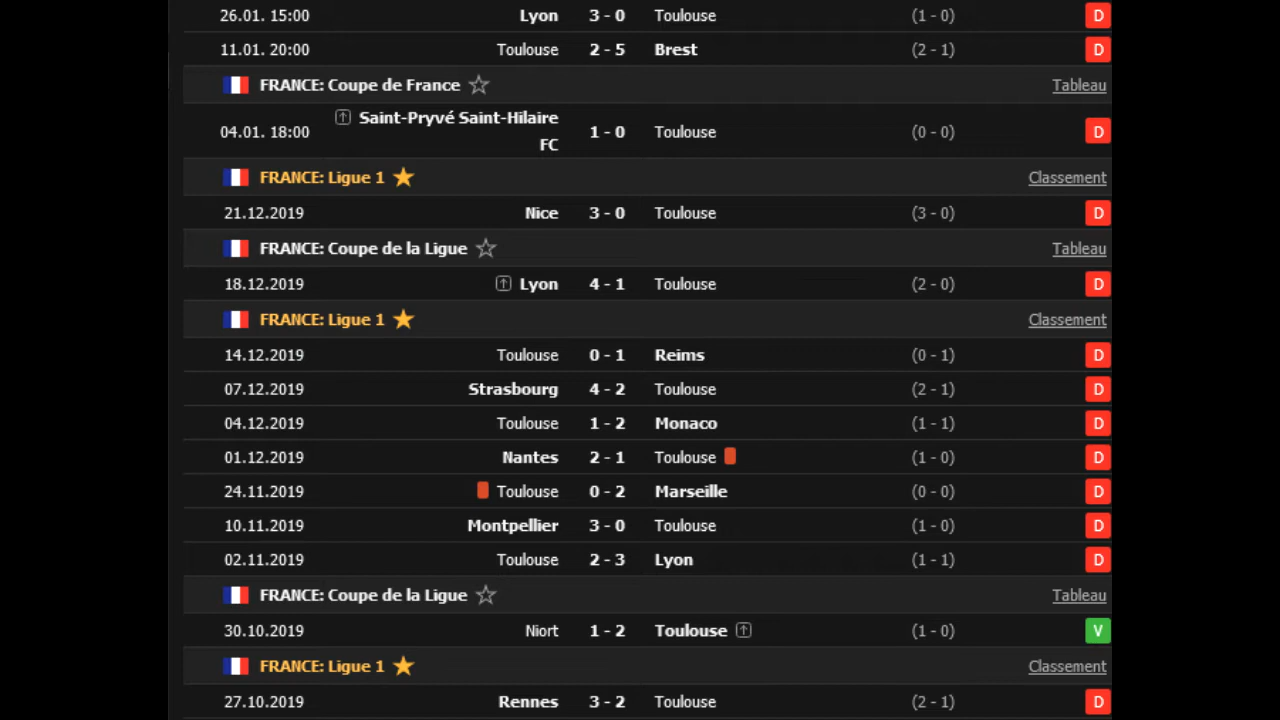 26.01. 15:00 Lyon 3 - 0 Toulouse (1 - 0) D
11.01. 20:00 Toulouse 2 - 5 Brest (2 - 1) D
FRANCE: Coupe de France Tableau
04.01. 18:00 Saint-Pryvé Saint-Hilaire FC 1 - 0 Toulouse (0 - 0) D
FRANCE: Ligue 1 Classement
21.12.2019 Nice 3 - 0 Toulouse (3 - 0) D
FRANCE: Coupe de la Ligue Tableau
18.12.2019 Lyon 4 - 1 Toulouse (2 - 0) D
FRANCE: Ligue 1 Classement
14.12.2019 Toulouse 0 - 1 Reims (0 - 1) D
07.12.2019 Strasbourg 4 - 2 Toulouse (2 - 1) D
04.12.2019 Toulouse 1 - 2 Monaco (1 - 1) D
01.12.2019 Nantes 2 - 1 Toulouse (1 - 0) D
24.11.2019 Toulouse 0 - 2 Marseille (0 - 0) D
10.11.2019 Montpellier 3 - 0 Toulouse (1 - 0) D
02.11.2019 Toulouse 2 - 3 Lyon (1 - 1) D
FRANCE: Coupe de la Ligue Tableau
30.10.2019 Niort 1 - 2 Toulouse (1 - 0) V
FRANCE: Ligue 1 Classement
27.10.2019 Rennes 3 - 2 Toulouse (2 - 1) D